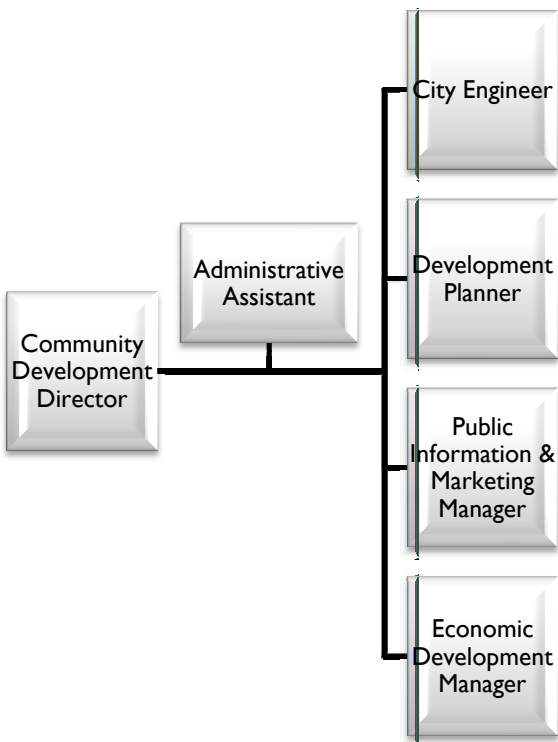 Community
Development
Director
Administrative
Assistant
City Engineer
Development
Planner
Public
Information &
Marketing
Manager
Economic
Development
Manager